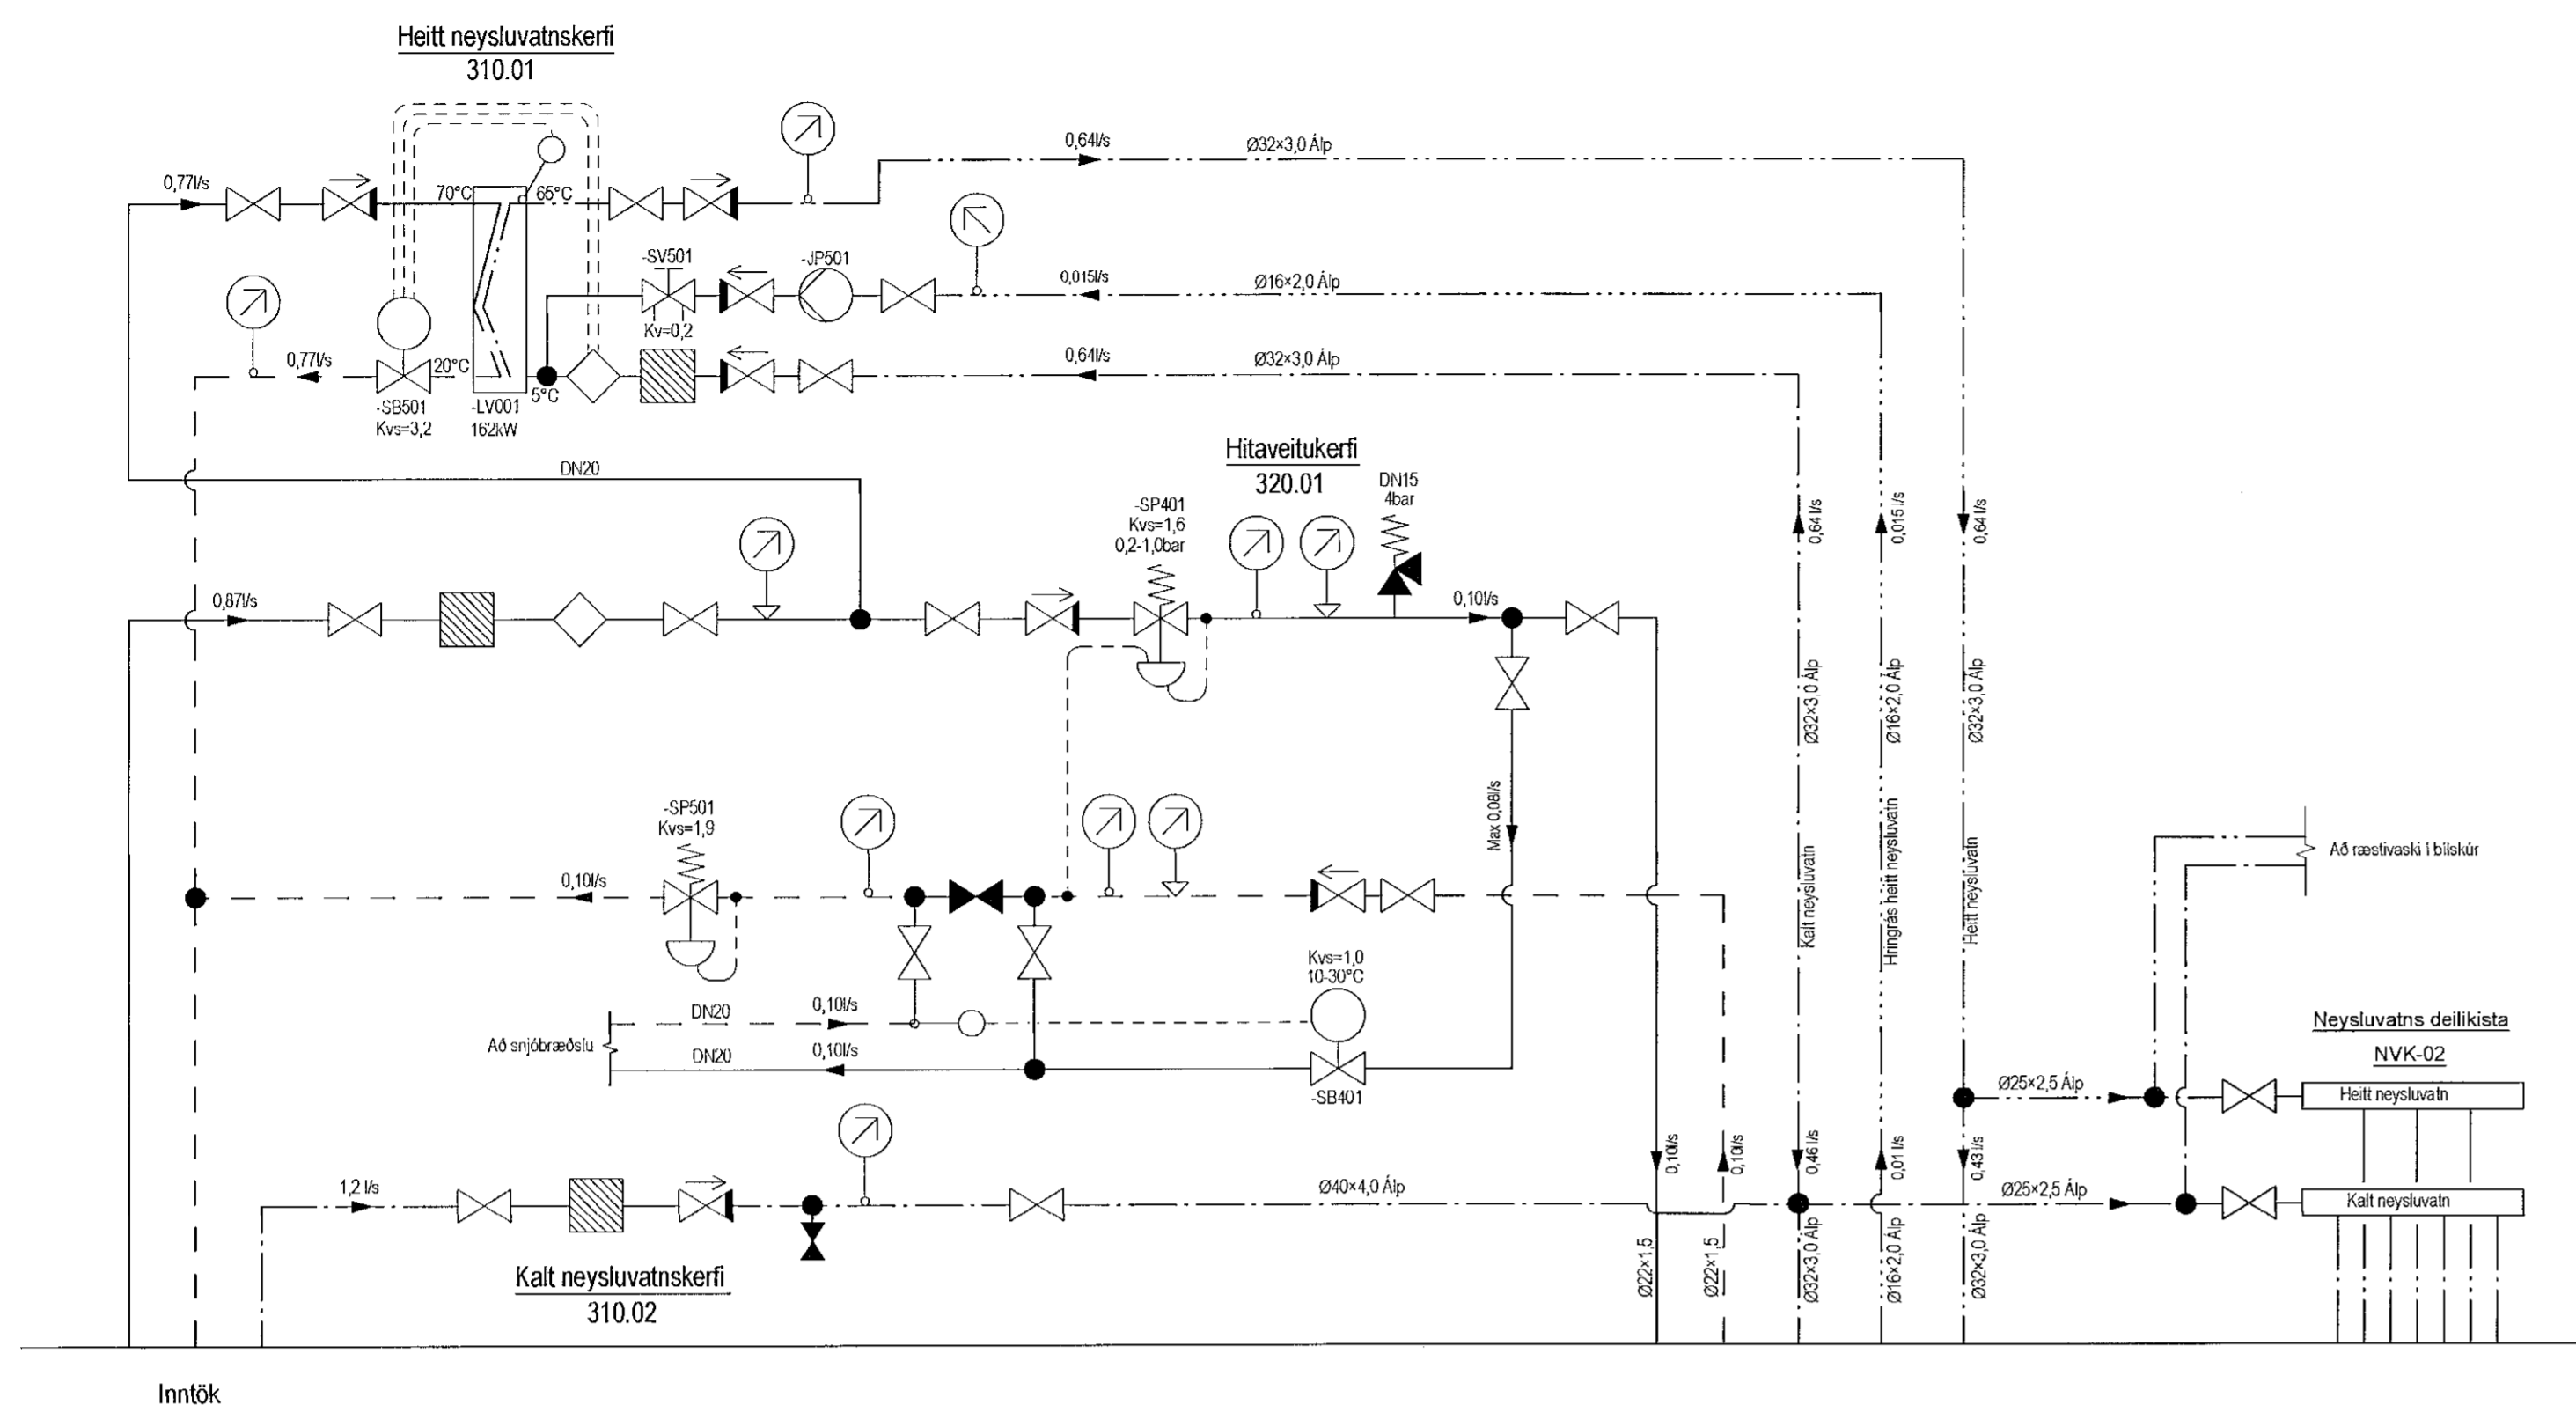 Heitt neysluvatnskerfi
310.01
0,77l/s
70°C
65°C
0,64l/s
Ø32×3,0 Álp
-SV501
Kv=0,2
-JP501
0,015l/s
Ø16×2,0 Álp
0,77l/s
20°C
5°C
0,64l/s
Ø32×3,0 Álp
-SB501
Kvs=3,2
-LV001
162kW
DN20
Hitaveitukerfi
320.01
-SP401
Kvs=1,6
0,2-1,0bar
DN15
4bar
0,87l/s
0,10l/s
0,64 l/s
0,015 l/s
0,64 l/s
Ø32×3,0 Álp
Ø16×2,0 Álp
Ø32×3,0 Álp
Max 0,08l/s
Kalt neysluvatn
Hringrás heitt neysluvatn
Heitt neysluvatn
-SP501
Kvs=1,9
0,10l/s
Kvs=1,0
10-30°C
-SB401
DN20
0,10l/s
Að snjóbræðslu
DN20
0,10l/s
Að ræstivaski í bílskúr
Neysluvatns deilikista
NVK-02
Ø25×2,5 Álp
Heitt neysluvatn
Ø25×2,5 Álp
Kalt neysluvatn
1,2 l/s
Ø40×4,0 Álp
0,10l/s
0,10l/s
0,46 l/s
0,01 l/s
0,43 l/s
Ø22×1,5
Ø22×1,5
Ø32×3,0 Álp
Ø16×2,0 Álp
Ø32×3,0 Álp
Kalt neysluvatnskerfi
310.02
Inntök